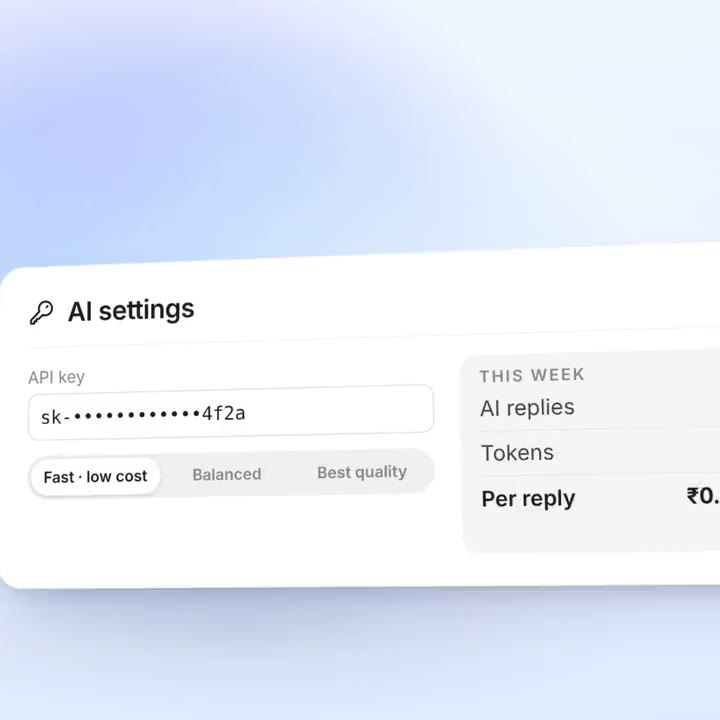 AI settings
API key
sk-••••••••••••4f2a
Fast · low cost
Balanced
Best quality
THIS WEEK
AI replies
Tokens
Per reply ₹0.